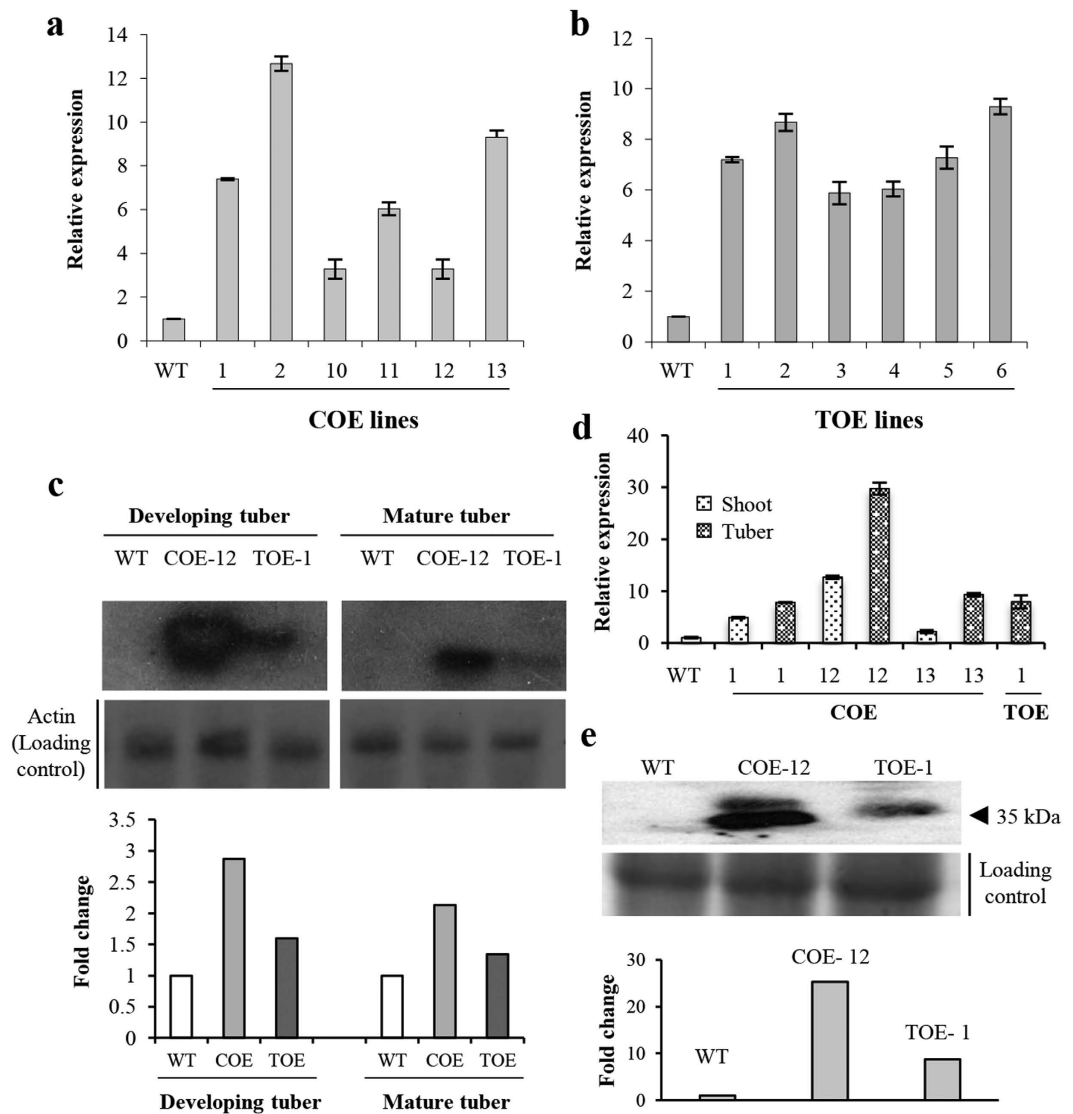 a
14
12
10
8
6
4
2
0
Relative expression
WT 1 2 10 11 12 13
COE lines
b
12
10
8
6
4
2
0
Relative expression
WT 1 2 3 4 5 6
TOE lines
c
Developing tuber Mature tuber
WT COE-12 TOE-1 WT COE-12 TOE-1
Actin
(Loading
control)
3.5
3
2.5
2
1.5
1
0.5
0
Fold change
WT COE TOE WT COE TOE
Developing tuber Mature tuber
d
40
30
20
10
0
Relative expression
Shoot
Tuber
WT 1 1 12 12 13 13 1
COE TOE
e
WT COE-12 TOE-1
35 kDa
Loading
control
30
20
10
0
Fold change
WT
COE- 12
TOE- 1